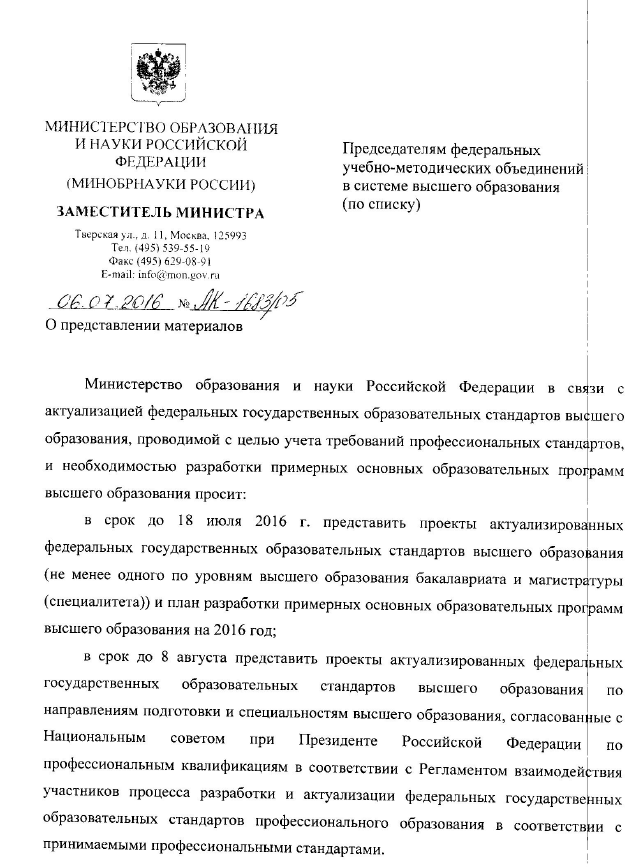 МИНИСТЕРСТВО ОБРАЗОВАНИЯ
И НАУКИ РОССИЙСКОЙ
ФЕДЕРАЦИИ
(МИНОБРНАУКИ РОССИИ)
ЗАМЕСТИТЕЛЬ МИНИСТРА
Тверская ул., д. 11, Москва, 125993
Тел. (495) 539-55-19
Факс (495) 629-08-91
E-mail: info@mon.gov.ru
06.07.2016 № АК-1683/05
О представлении материалов
Председателям федеральных
учебно-методических объединений
в системе высшего образования
(по списку)
Министерство образования и науки Российской Федерации в связи с
актуализацией федеральных государственных образовательных стандартов высшего
образования, проводимой с целью учета требований профессиональных стандартов,
и необходимостью разработки примерных основных образовательных программ
высшего образования просит:
в срок до 18 июля 2016 г. представить проекты актуализированных
федеральных государственных образовательных стандартов высшего образования
(не менее одного по уровням высшего образования бакалавриата и магистратуры
(специалитета)) и план разработки примерных основных образовательных программ
высшего образования на 2016 год;
в срок до 8 августа представить проекты актуализированных федеральных
государственных образовательных стандартов высшего образования по
направлениям подготовки и специальностям высшего образования, согласованные с
Национальным советом при Президенте Российской Федерации по
профессиональным квалификациям в соответствии с Регламентом взаимодействия
участников процесса разработки и актуализации федеральных государственных
образовательных стандартов профессионального образования в соответствии с
принимаемыми профессиональными стандартами.